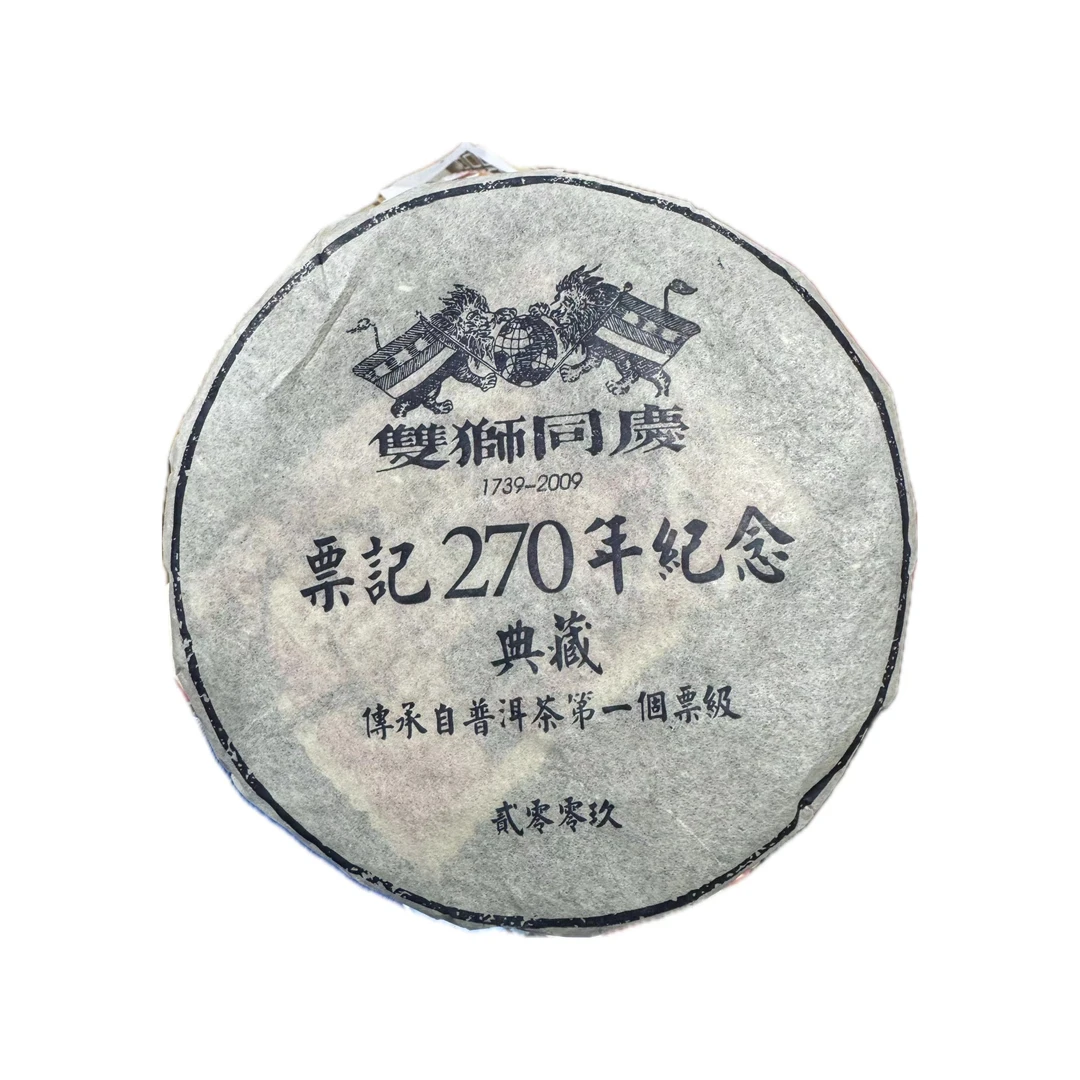 雙獅同慶
1739-2009
票記270年紀念
典藏
傳承自普洱茶第一個票級
貳零零玖